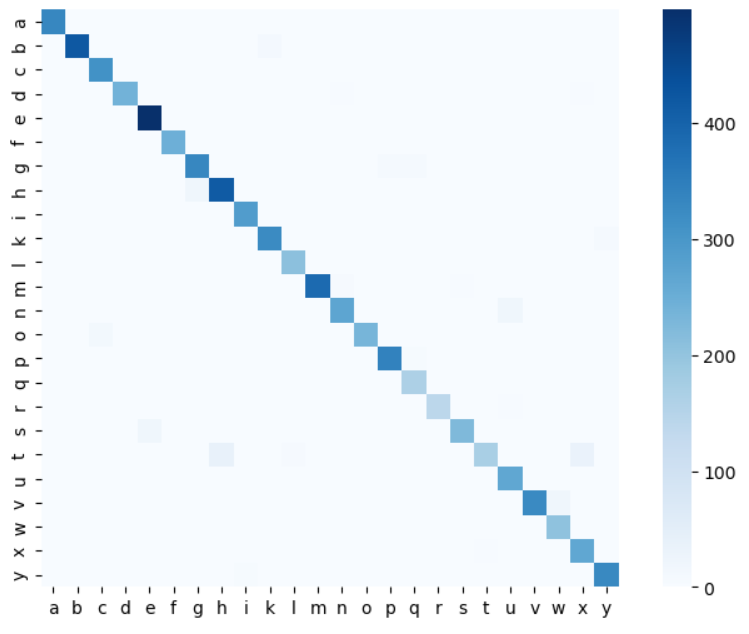 a
b
c
d
e
f
g
h
i
k
l
m
n
o
p
q
r
s
t
u
v
w
x
y
a b c d e f g h i k l m n o p q r s t u v w x y
400
300
200
100
0